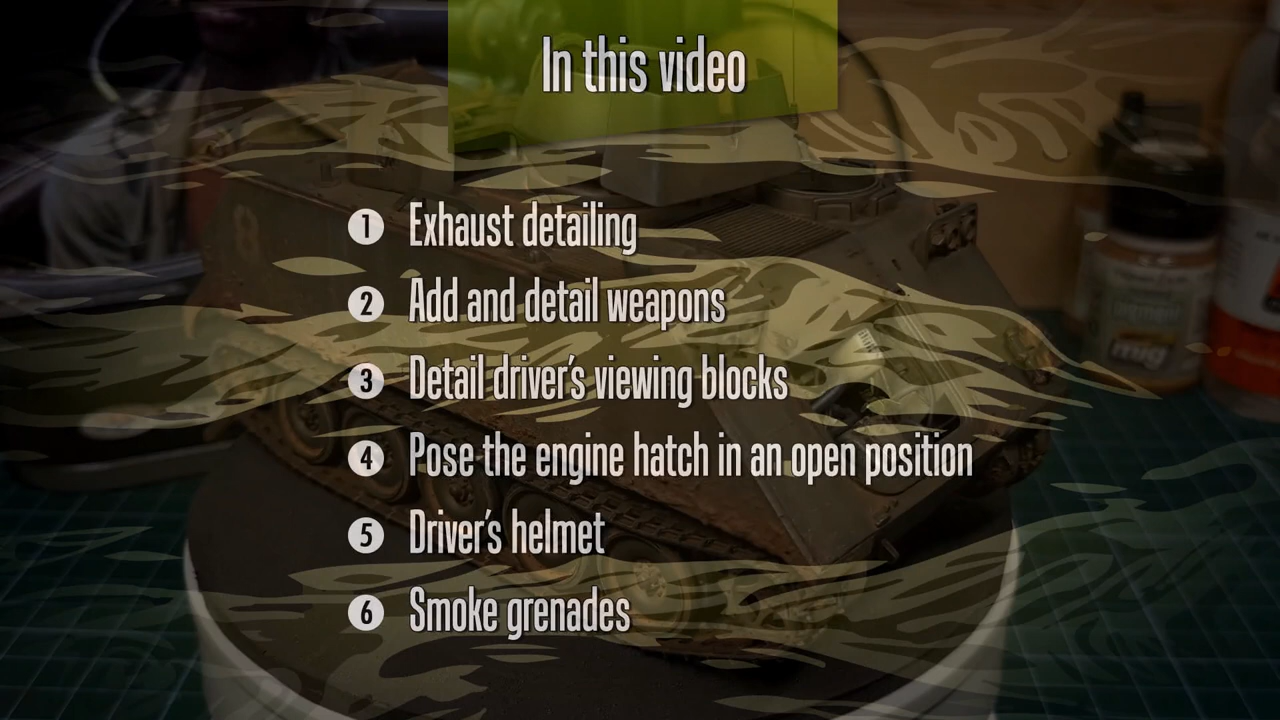 In this video
1 Exhaust detailing
2 Add and detail weapons
3 Detail driver's viewing blocks
4 Pose the engine hatch in an open position
5 Driver's helmet
6 Smoke grenades
mig